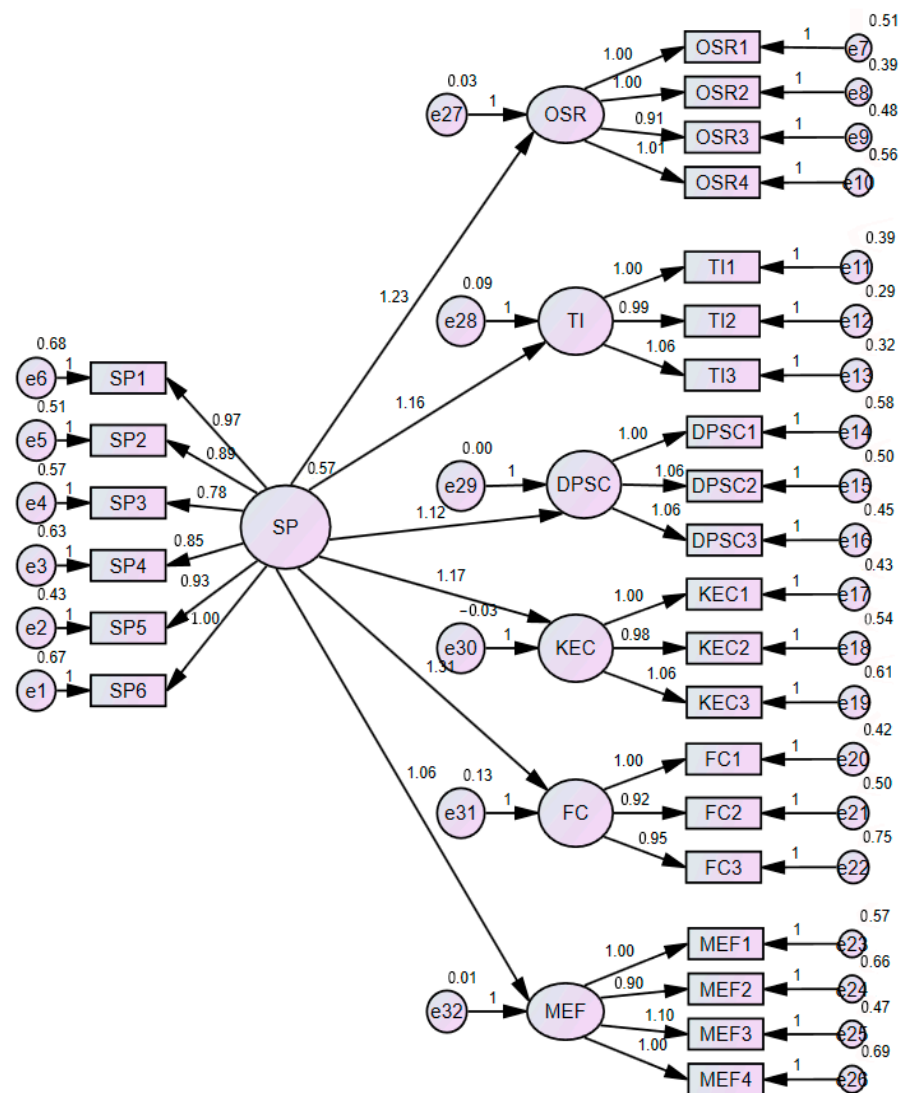 0.51
1.00 OSR1 1 e7
0.03 0.39
e27 1 OSR 1.00 OSR2 1 e8
0.48
0.91 OSR3 1 e9
1.01 0.56
OSR4 1 e10
0.39
1.00 TI1 1 e11
1.23 0.09 0.29
e28 1 TI 0.99 TI2 1 e12
0.32
1.06 TI3 1 e13
0.68
e6 1 SP1
1.16
0.97
0.51 0.58
e5 1 SP2 1.00 DPSC1 1 e14
0.89 0.57 0.00 0.50
e29 1 DPSC 1.06 DPSC2 1 e15
0.57
e4 1 SP3 0.78
0.45
SP 1.12 1.06 DPSC3 1 e16
0.63 0.43
e3 1 SP4 0.85
0.93 1.17 1.00 KEC1 1 e17
0.43 −0.03 0.54
e2 1 SP5 1.00 e30 1 KEC 0.98 KEC2 1 e18
0.67 1.31 0.61
e1 1 SP6 1.06 KEC3 1 e19
0.42
1.00 FC1 1 e20
1.06 0.13 0.50
e31 1 FC 0.92 FC2 1 e21
0.75
0.95 FC3 1 e22
0.57
1.00 MEF1 1 e23
0.01 0.66
0.90 MEF2 1 e24
e32 1 MEF 0.47
1.10 MEF3 1 e25
1.00 0.69
MEF4 1 e26